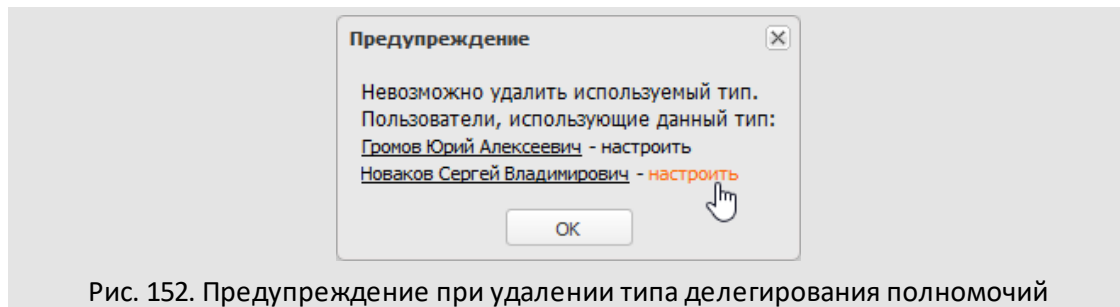 Предупреждение
Невозможно удалить используемый тип.
Пользователи, использующие данный тип:
Громов Юрий Алексеевич - настроить
Новаков Сергей Владимирович - настроить
ОК
Рис. 152. Предупреждение при удалении типа делегирования полномочий